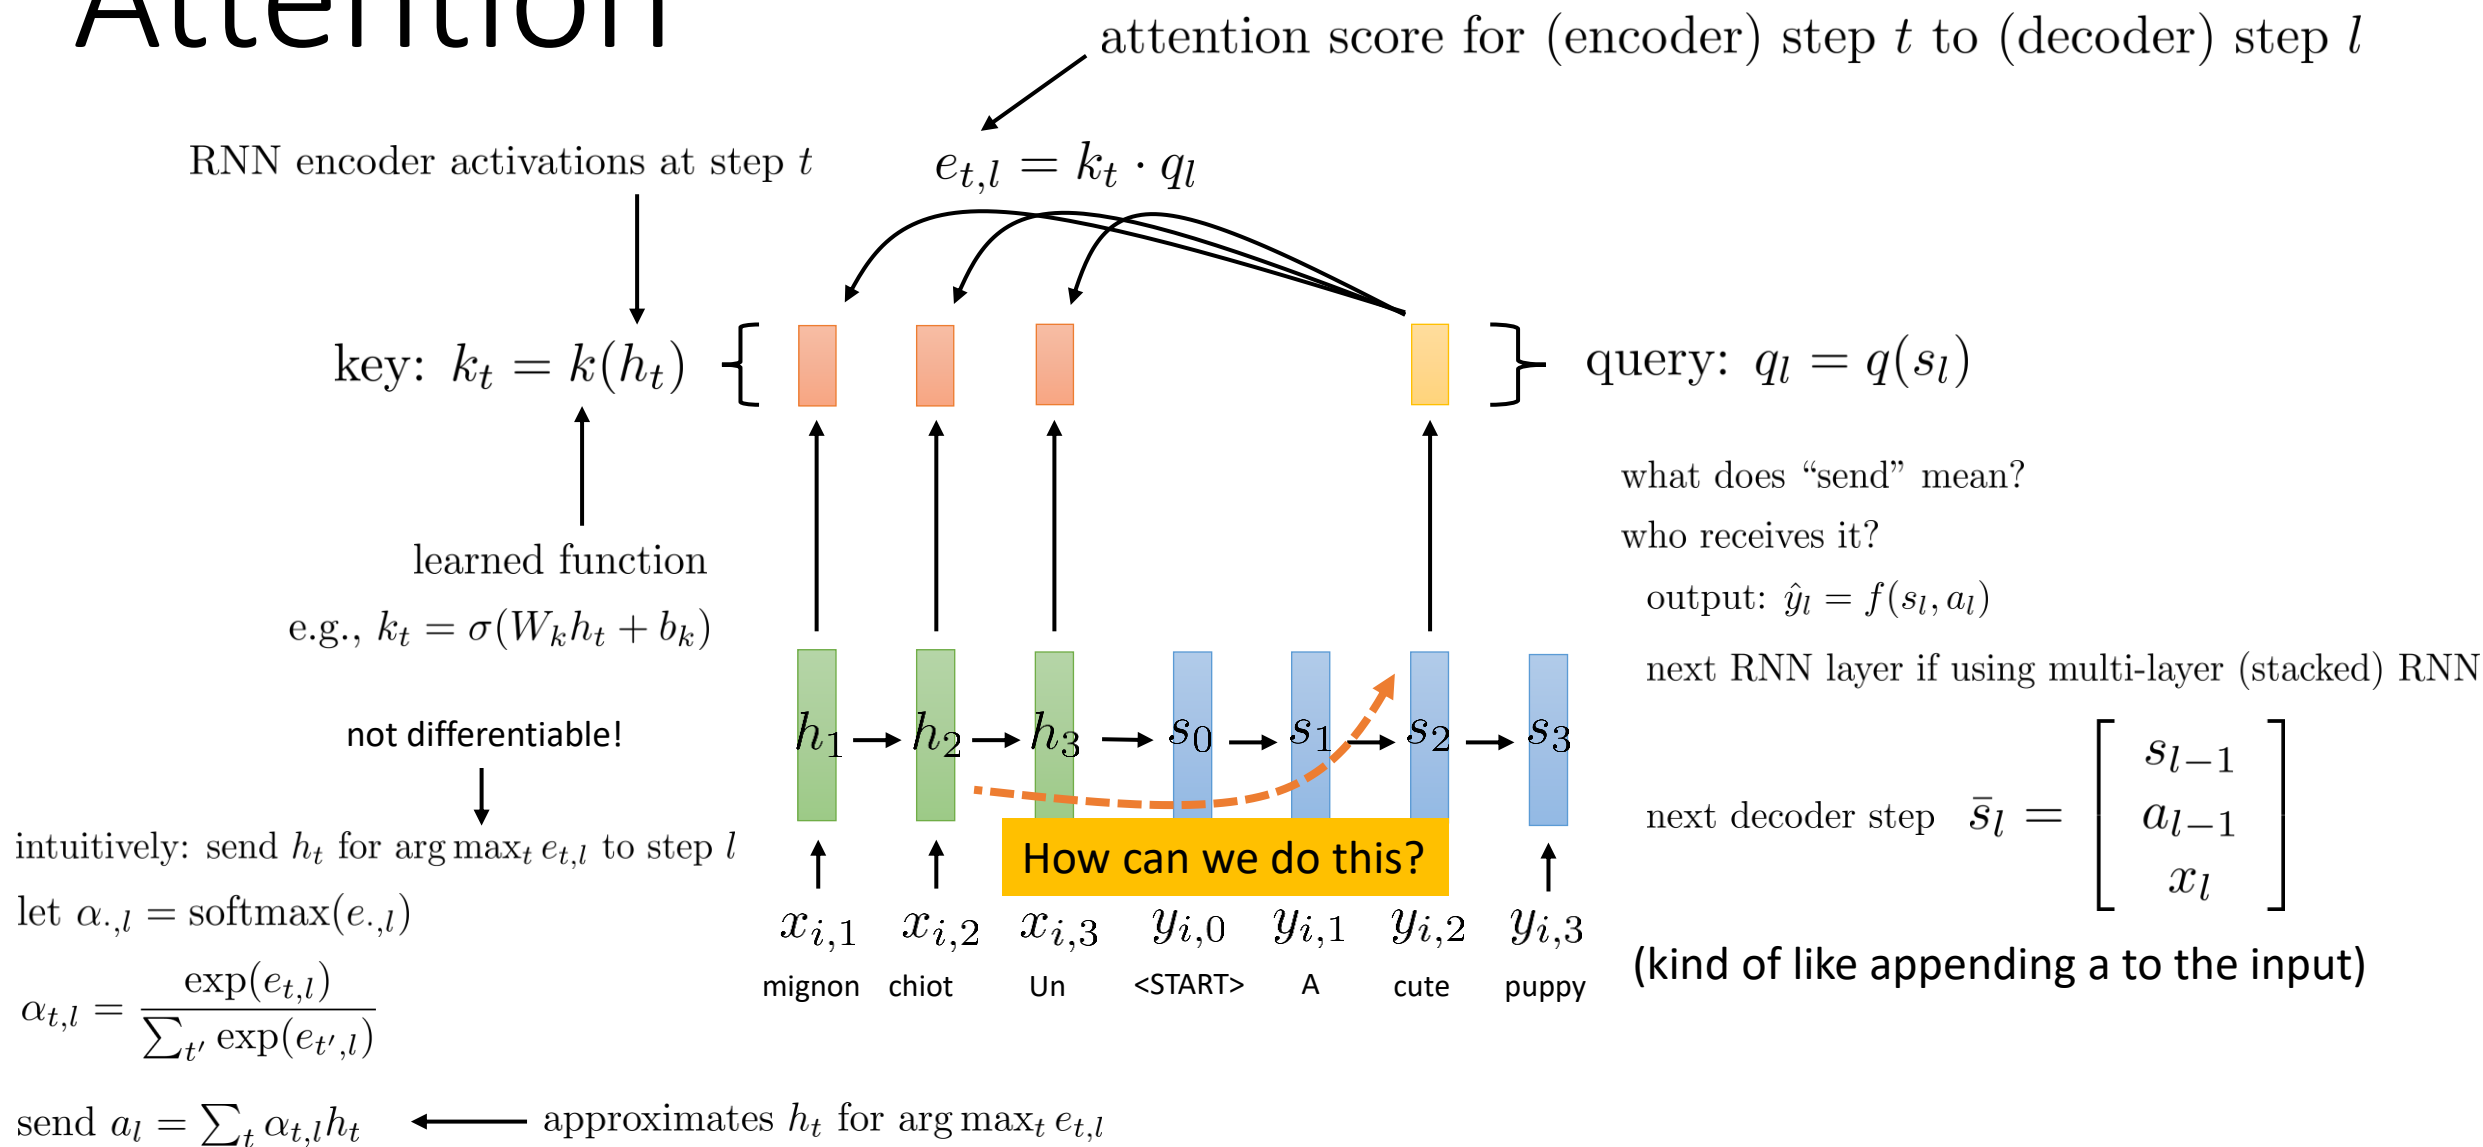 Attention
attention score for (encoder) step t to (decoder) step l
RNN encoder activations at step t
e_{t,l} = k_t · q_l
key: k_t = k(h_t)
query: q_l = q(s_l)
learned function
e.g., k_t = σ(W_k h_t + b_k)
what does “send” mean?
who receives it?
output: ŷ_l = f(s_l, a_l)
next RNN layer if using multi-layer (stacked) RNN
next decoder step s̄_l = [ s_{l−1} a_{l−1} x_l ]
(kind of like appending a to the input)
not differentiable!
intuitively: send h_t for arg max_t e_{t,l} to step l
let α_{·,l} = softmax(e_{·,l})
α_{t,l} = exp(e_{t,l}) / ∑_{t′} exp(e_{t′,l})
send a_l = ∑_t α_{t,l} h_t
approximates h_t for arg max_t e_{t,l}
h_1 h_2 h_3 s_0 s_1 s_2 s_3
How can we do this?
x_{i,1} x_{i,2} x_{i,3} y_{i,0} y_{i,1} y_{i,2} y_{i,3}
mignon chiot Un <START> A cute puppy